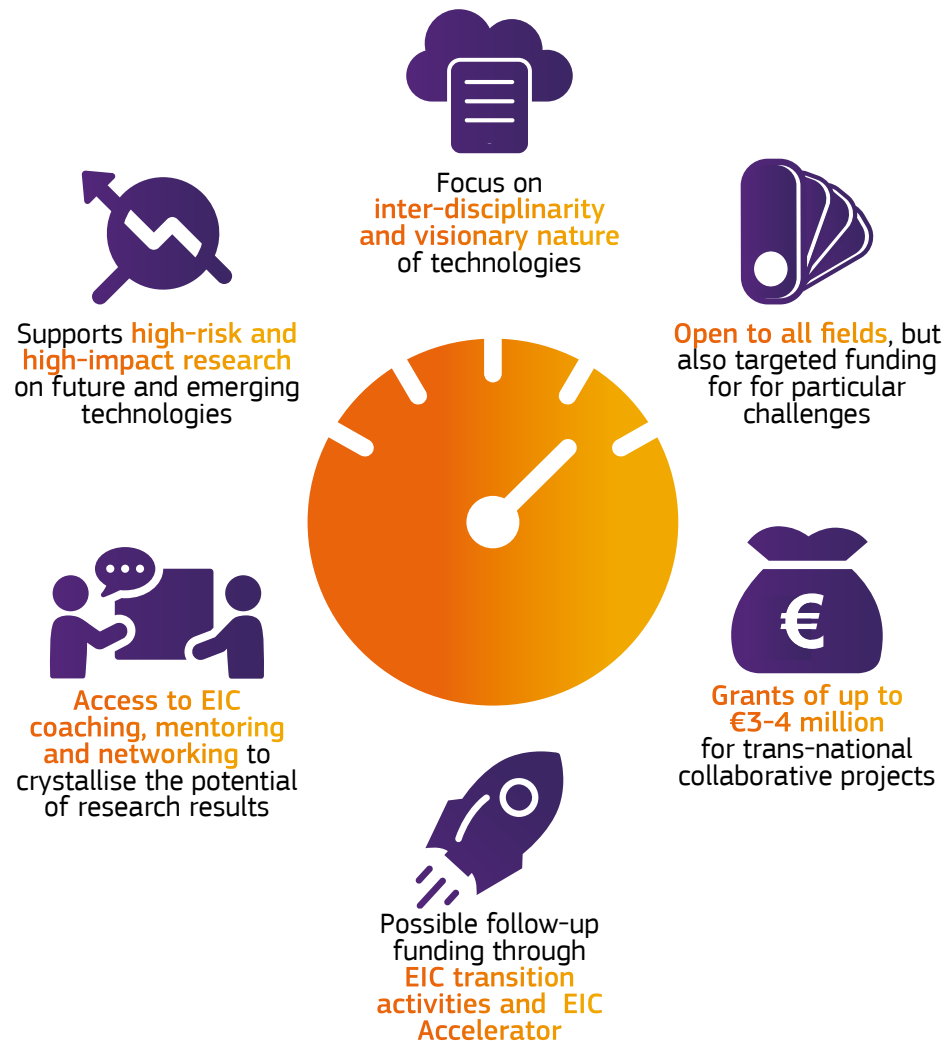 Focus on
inter-disciplinarity
and visionary nature
of technologies
Supports high-risk and
high-impact research
on future and emerging
technologies
Open to all fields, but
also targeted funding
for for particular
challenges
Access to EIC
coaching, mentoring
and networking to
crystallise the potential
of research results
€
Grants of up to
€3-4 million
for trans-national
collaborative projects
Possible follow-up
funding through
EIC transition
activities and EIC
Accelerator